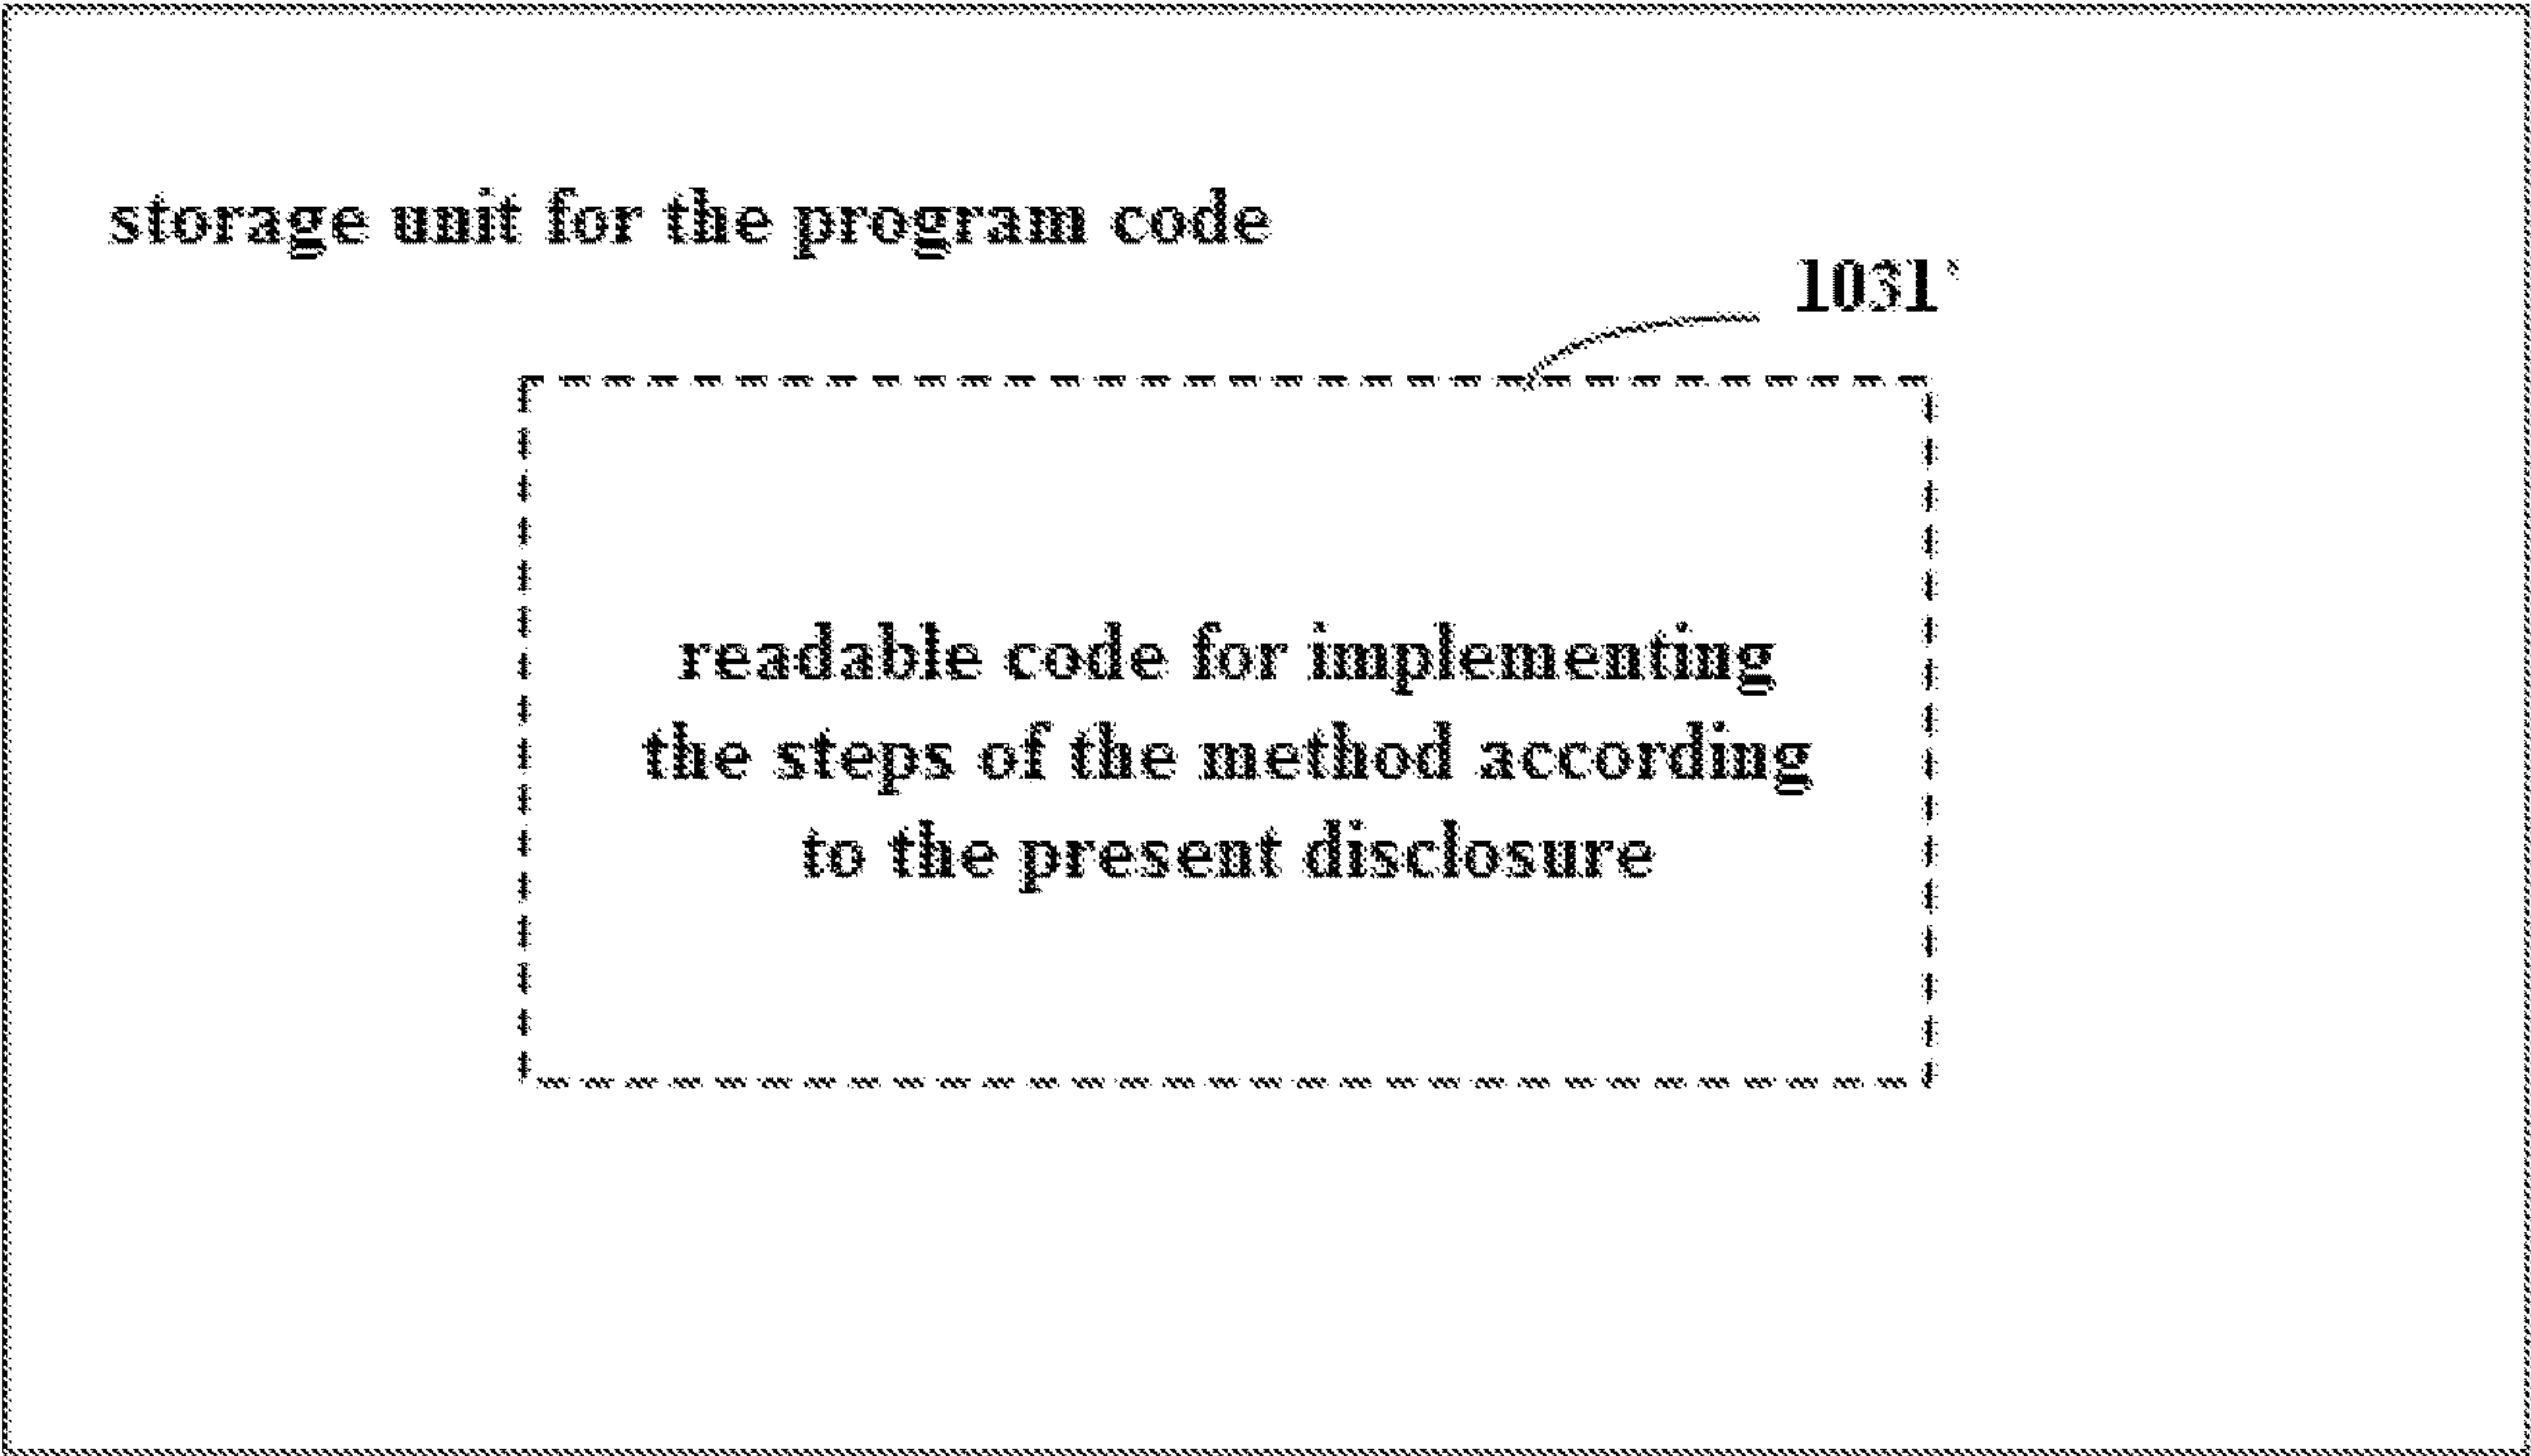 storage unit for the program code
1031'
readable code for implementing
the steps of the method according
to the present disclosure